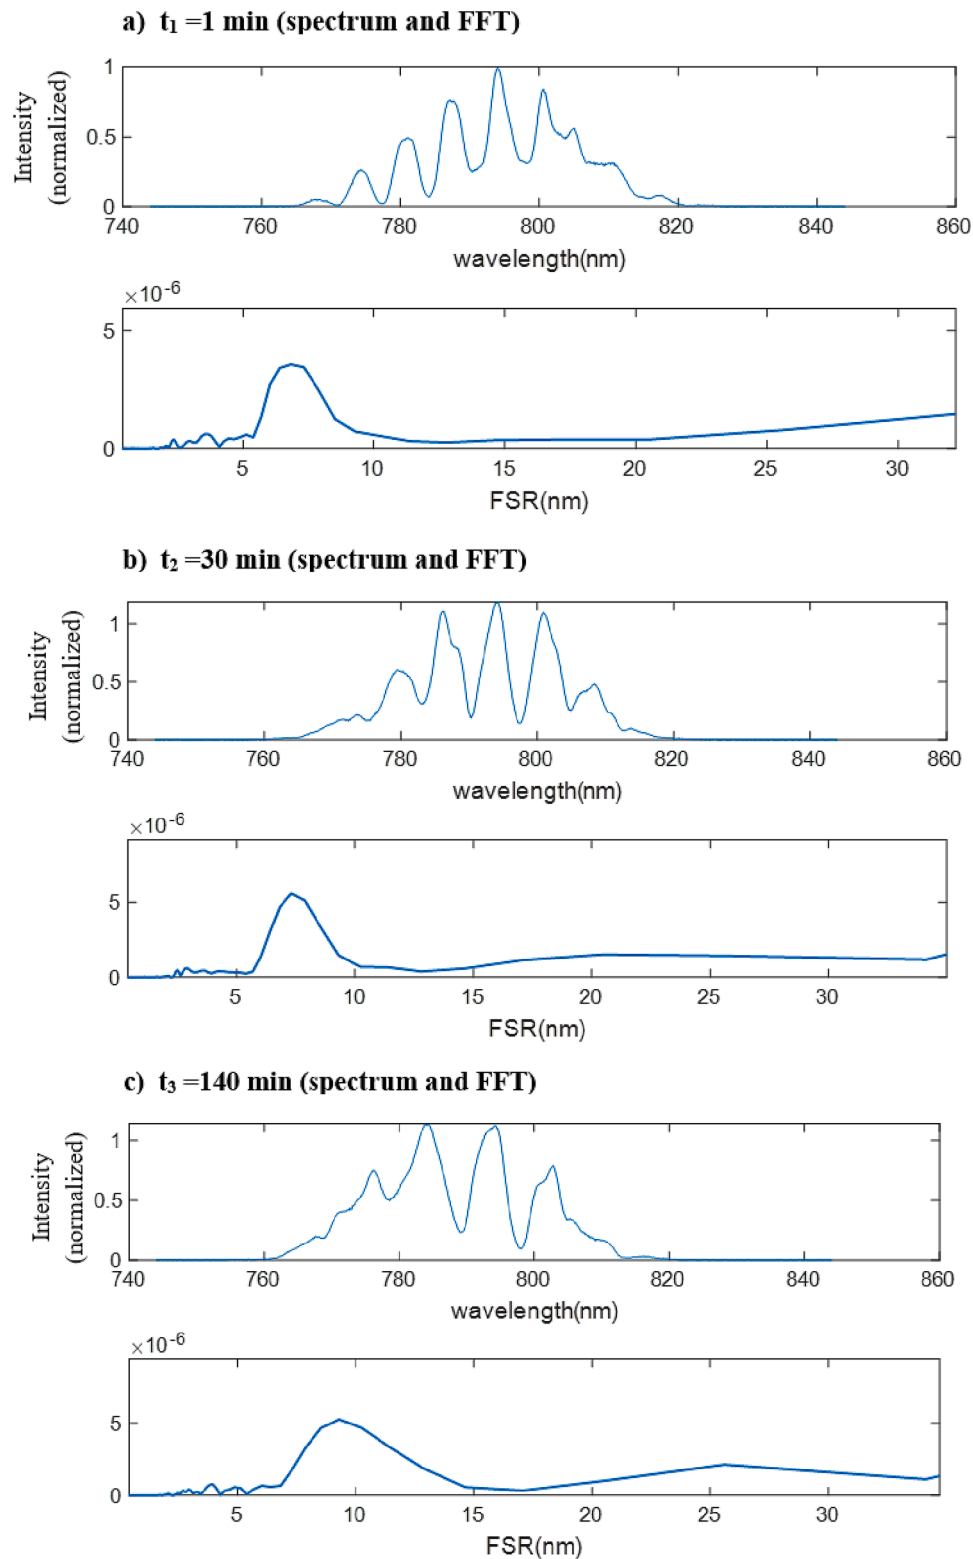 a) t₁ =1 min (spectrum and FFT)
Intensity
(normalized)
1
0.5
0
740 760 780 800 820 840 860
wavelength(nm)
×10⁻⁶
5
0
5 10 15 20 25 30
FSR(nm)
b) t₂ =30 min (spectrum and FFT)
Intensity
(normalized)
1
0.5
0
740 760 780 800 820 840 860
wavelength(nm)
×10⁻⁶
5
0
5 10 15 20 25 30
FSR(nm)
c) t₃ =140 min (spectrum and FFT)
Intensity
(normalized)
1
0.5
0
740 760 780 800 820 840 860
wavelength(nm)
×10⁻⁶
5
0
5 10 15 20 25 30
FSR(nm)